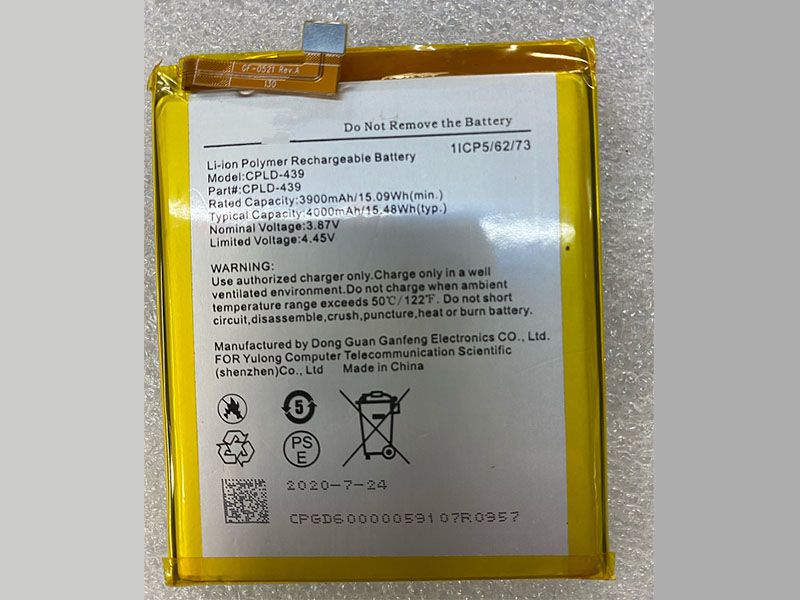 GF-0521 Rev.A
130
Do Not Remove the Battery
1ICP5/62/73
Li-ion Polymer Rechargeable Battery
Model:CPLD-439
Part#:CPLD-439
Rated Capacity:3900mAh/15.09Wh(min.)
Typical Capacity:4000mAh/15.48Wh(typ.)
Nominal Voltage:3.87V
Limited Voltage:4.45V
WARNING:
Use authorized charger only.Charge only in a well
ventilated environment.Do not charge when ambient
temperature range exceeds 50℃/122℉. Do not short
circuit,disassemble,crush,puncture,heat or burn battery.
Manufactured by Dong Guan Ganfeng Electronics CO., Ltd.
FOR Yulong Computer Telecommunication Scientific
(shenzhen)Co., Ltd Made in China
5
PS
E
2020-7-24
CPGD60000059107R0957